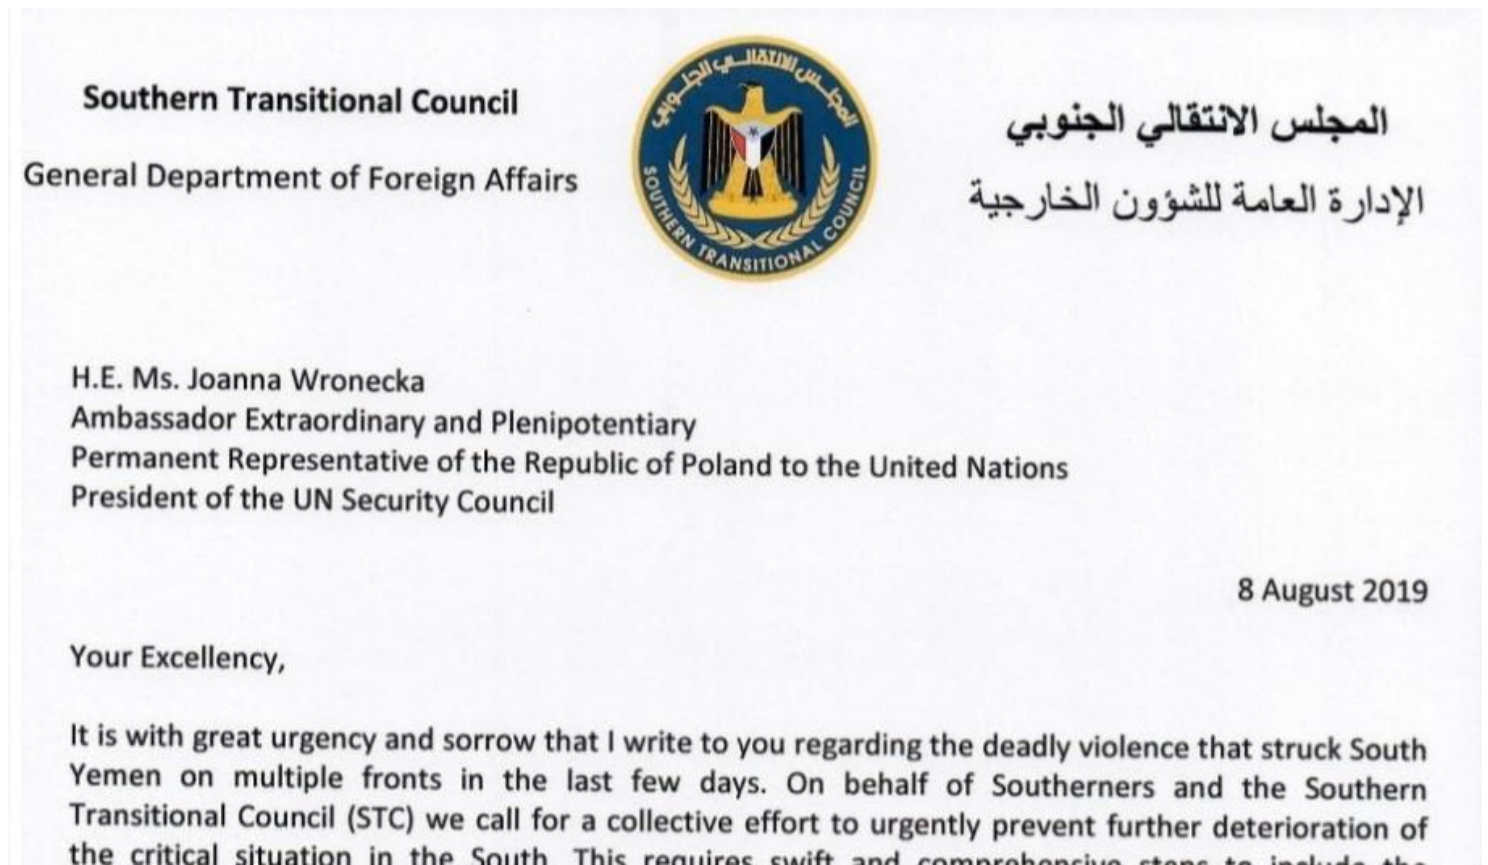 Southern Transitional Council
General Department of Foreign Affairs
المجلس الانتقالي الجنوبي
SOUTHERN TRANSITIONAL COUNCIL
المجلس الانتقالي الجنوبي
الإدارة العامة للشؤون الخارجية
H.E. Ms. Joanna Wronecka
Ambassador Extraordinary and Plenipotentiary
Permanent Representative of the Republic of Poland to the United Nations
President of the UN Security Council
8 August 2019
Your Excellency,
It is with great urgency and sorrow that I write to you regarding the deadly violence that struck South
Yemen on multiple fronts in the last few days. On behalf of Southerners and the Southern
Transitional Council (STC) we call for a collective effort to urgently prevent further deterioration of
the critical situation in the South. This requires swift and comprehensive steps to include the